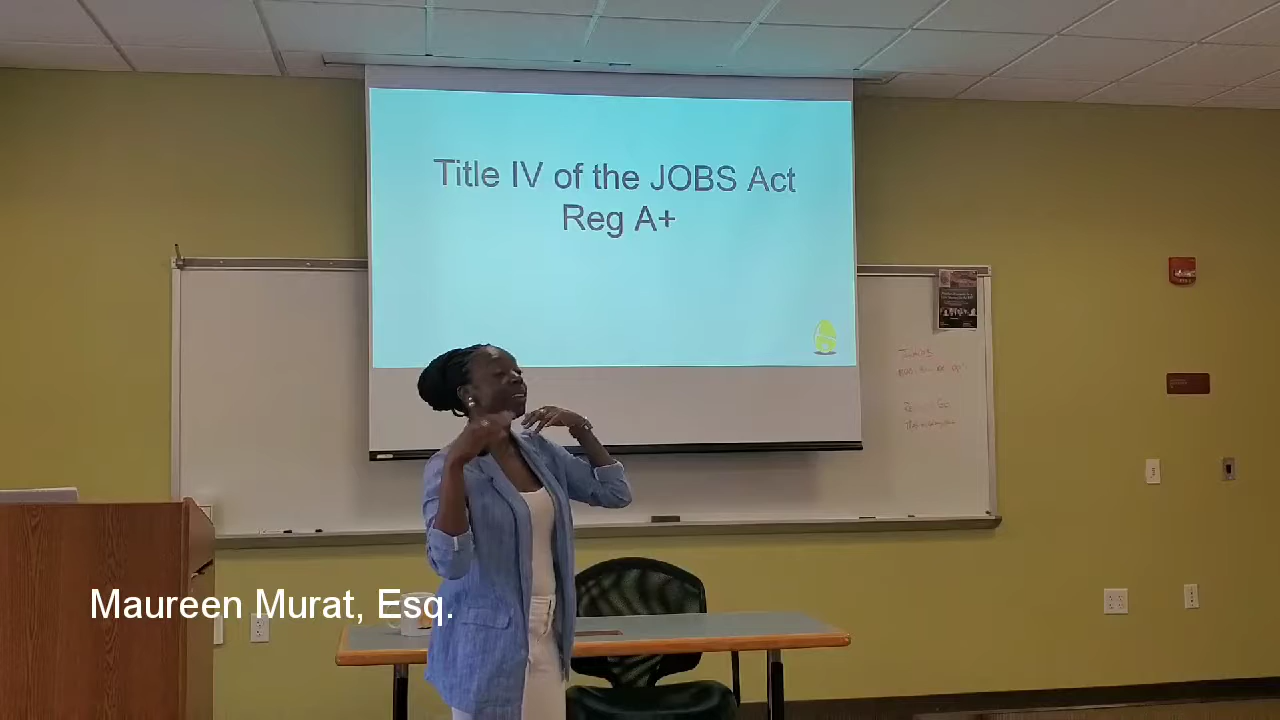 Title IV of the JOBS Act
Reg A+
Maureen Murat, Esq.